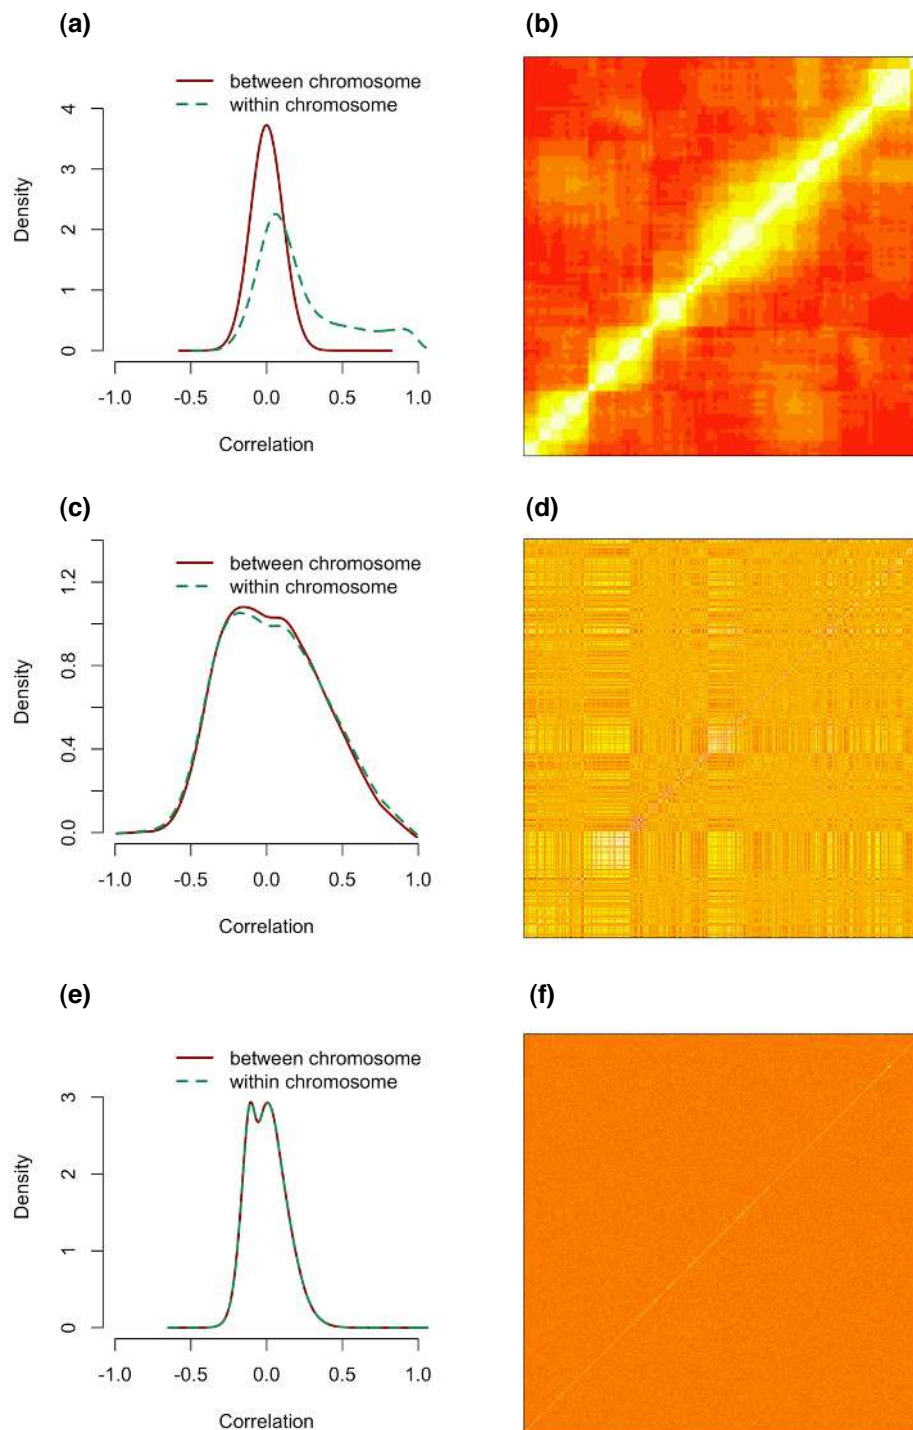 (a)
(b)
between chromosome
within chromosome
4
3
2
1
0
Density
-1.0 -0.5 0.0 0.5 1.0
Correlation
(c)
(d)
between chromosome
within chromosome
1.2
0.8
0.4
0.0
Density
-1.0 -0.5 0.0 0.5 1.0
Correlation
(e)
(f)
between chromosome
within chromosome
3
2
1
0
Density
-1.0 -0.5 0.0 0.5 1.0
Correlation